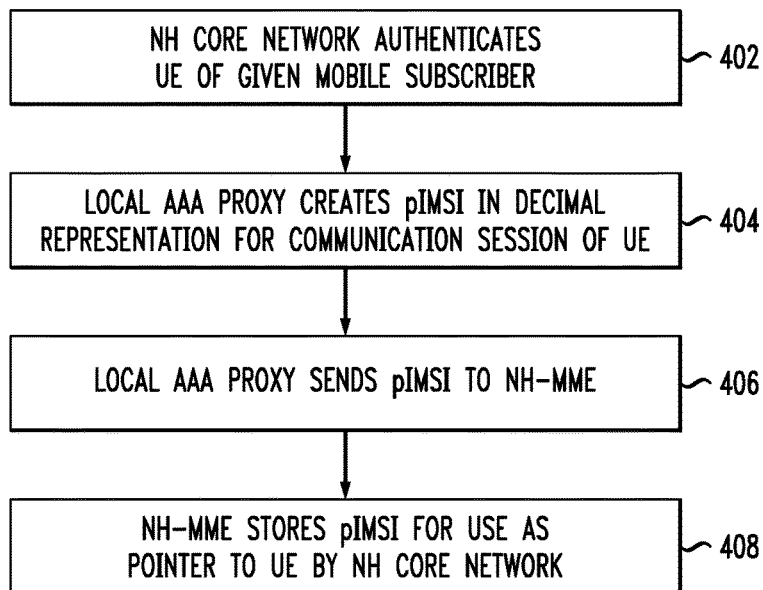 NH CORE NETWORK AUTHENTICATES
UE OF GIVEN MOBILE SUBSCRIBER
402
LOCAL AAA PROXY CREATES pIMSI IN DECIMAL
REPRESENTATION FOR COMMUNICATION SESSION OF UE
404
LOCAL AAA PROXY SENDS pIMSI TO NH-MME
406
NH-MME STORES pIMSI FOR USE AS
POINTER TO UE BY NH CORE NETWORK
408